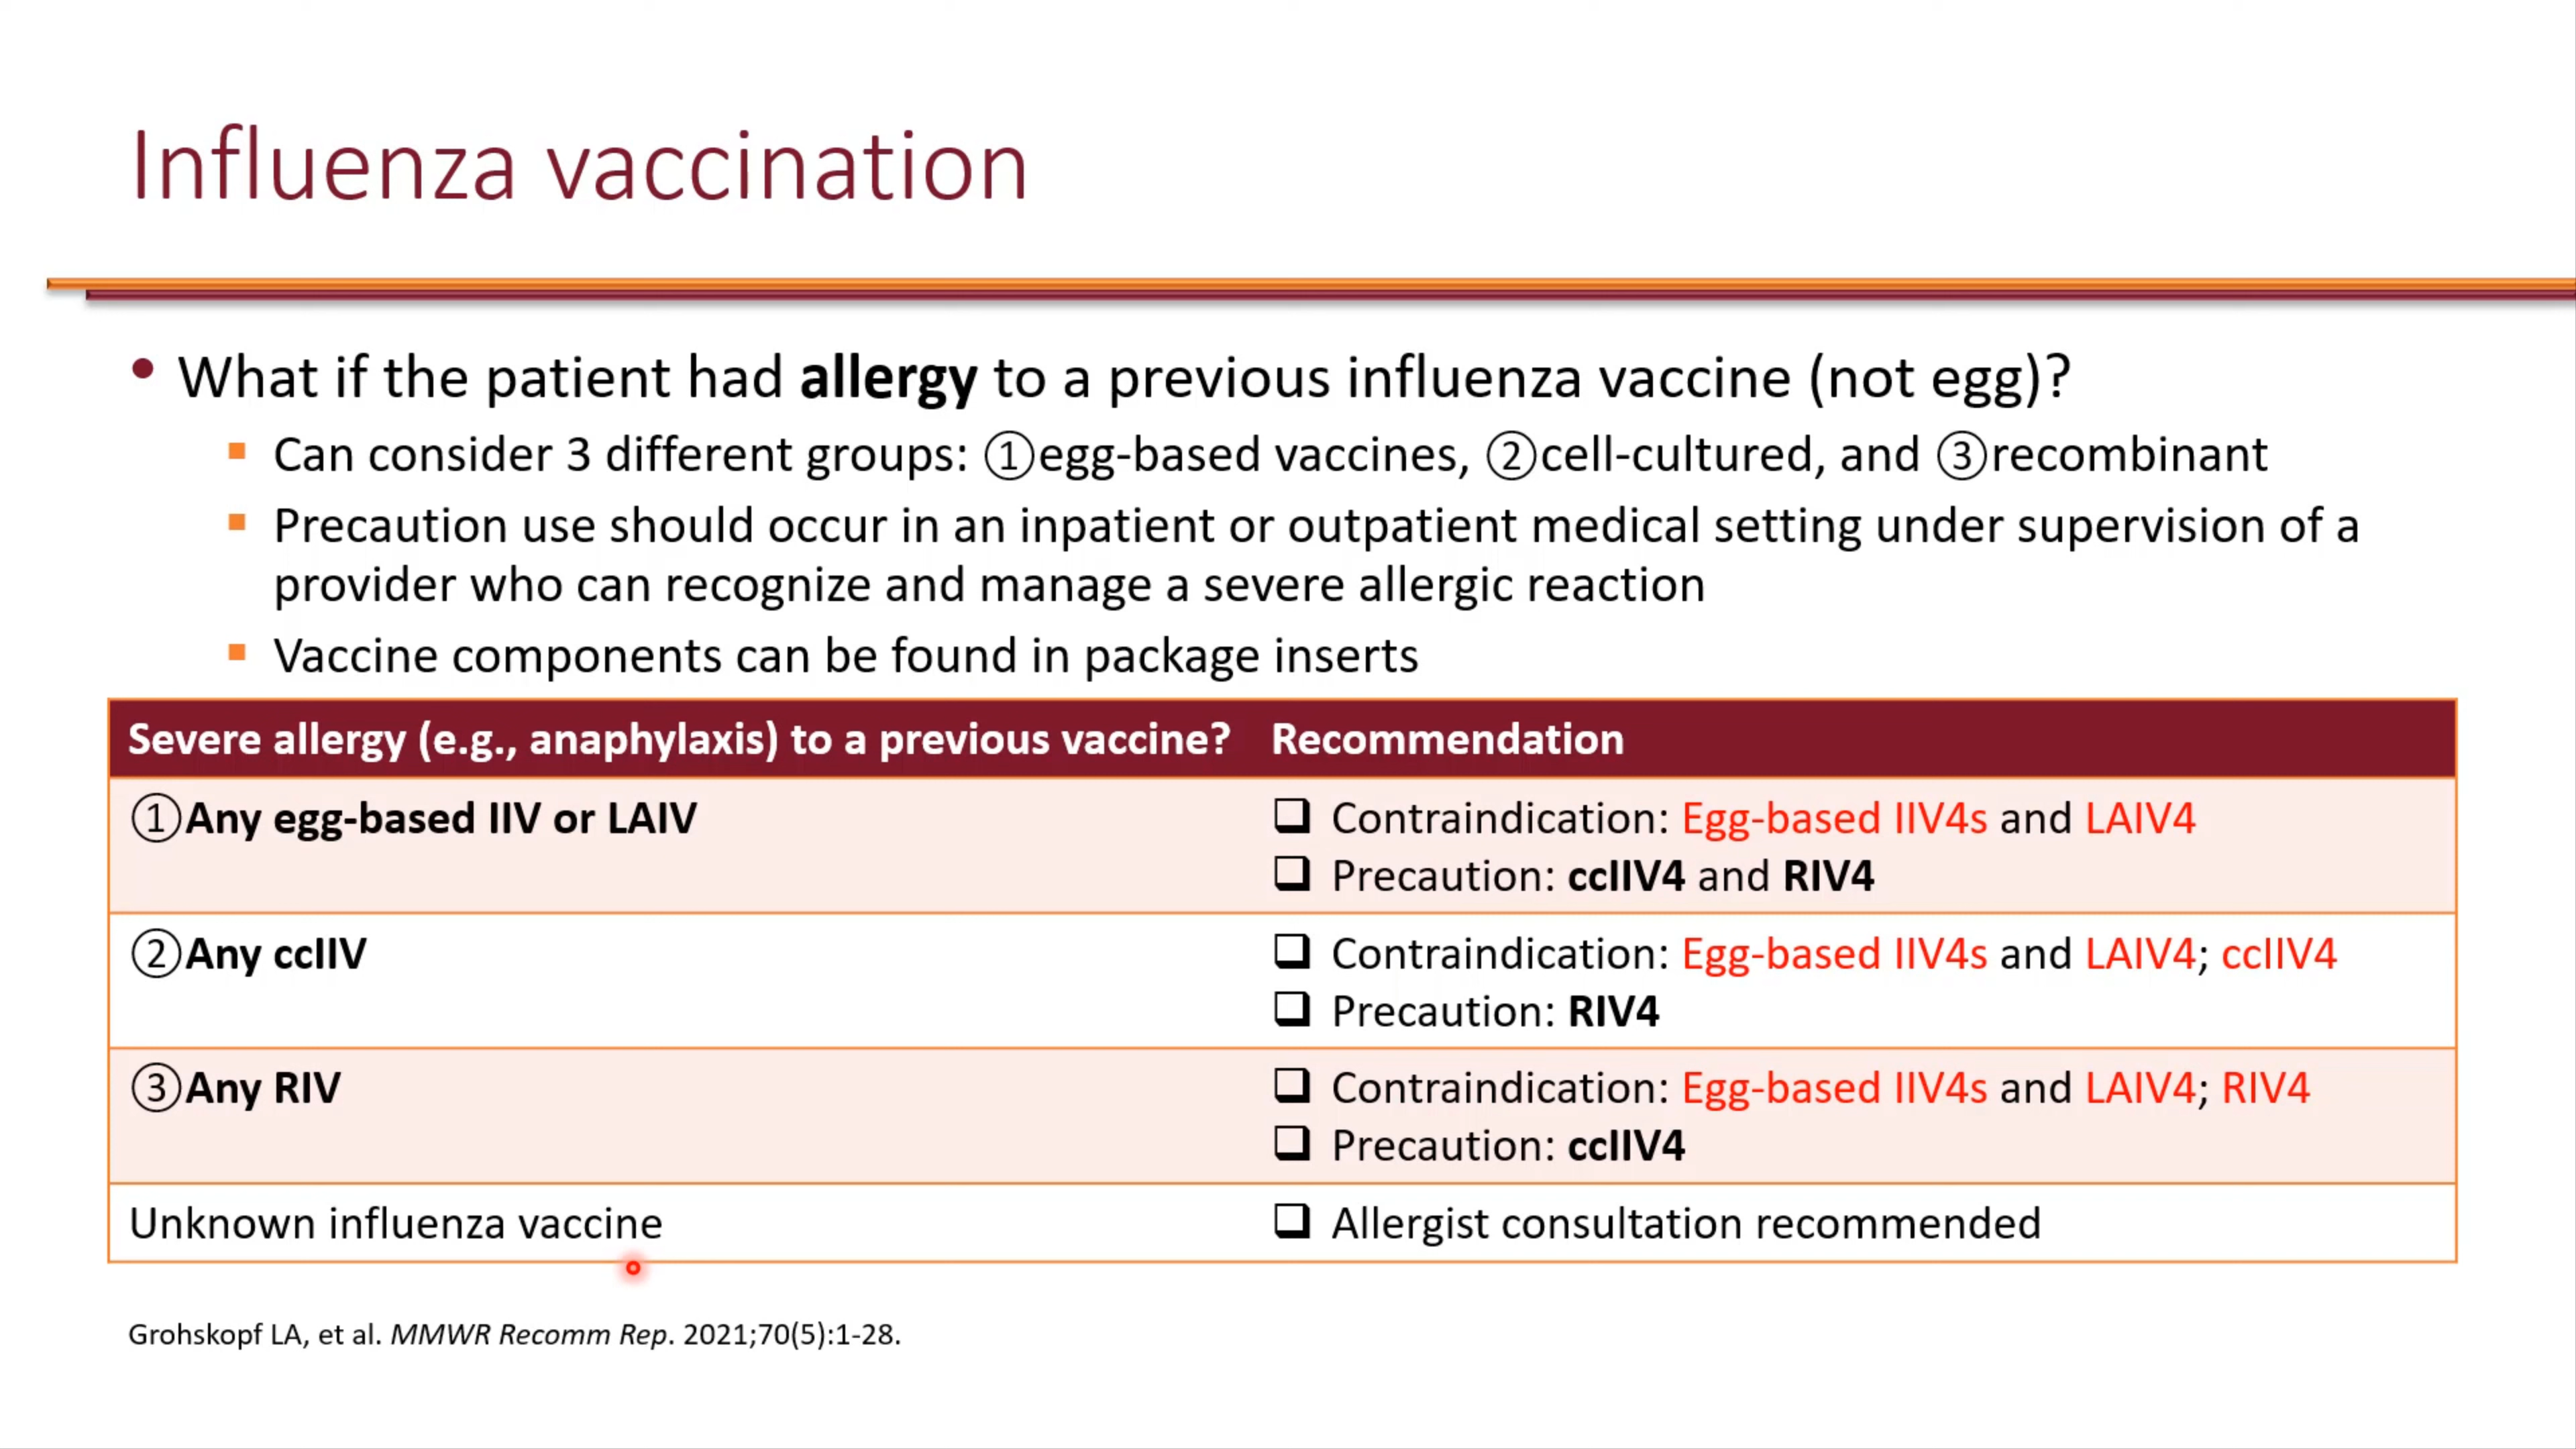 Influenza vaccination
• What if the patient had allergy to a previous influenza vaccine (not egg)?
▪ Can consider 3 different groups: ①egg-based vaccines, ②cell-cultured, and ③recombinant
▪ Precaution use should occur in an inpatient or outpatient medical setting under supervision of a
provider who can recognize and manage a severe allergic reaction
▪ Vaccine components can be found in package inserts
Severe allergy (e.g., anaphylaxis) to a previous vaccine? Recommendation
①Any egg-based IIV or LAIV
❑ Contraindication: Egg-based IIV4s and LAIV4
❑ Precaution: ccIIV4 and RIV4
②Any ccIIV
❑ Contraindication: Egg-based IIV4s and LAIV4; ccIIV4
❑ Precaution: RIV4
③Any RIV
❑ Contraindication: Egg-based IIV4s and LAIV4; RIV4
❑ Precaution: ccIIV4
Unknown influenza vaccine
❑ Allergist consultation recommended
Grohskopf LA, et al. MMWR Recomm Rep. 2021;70(5):1-28.